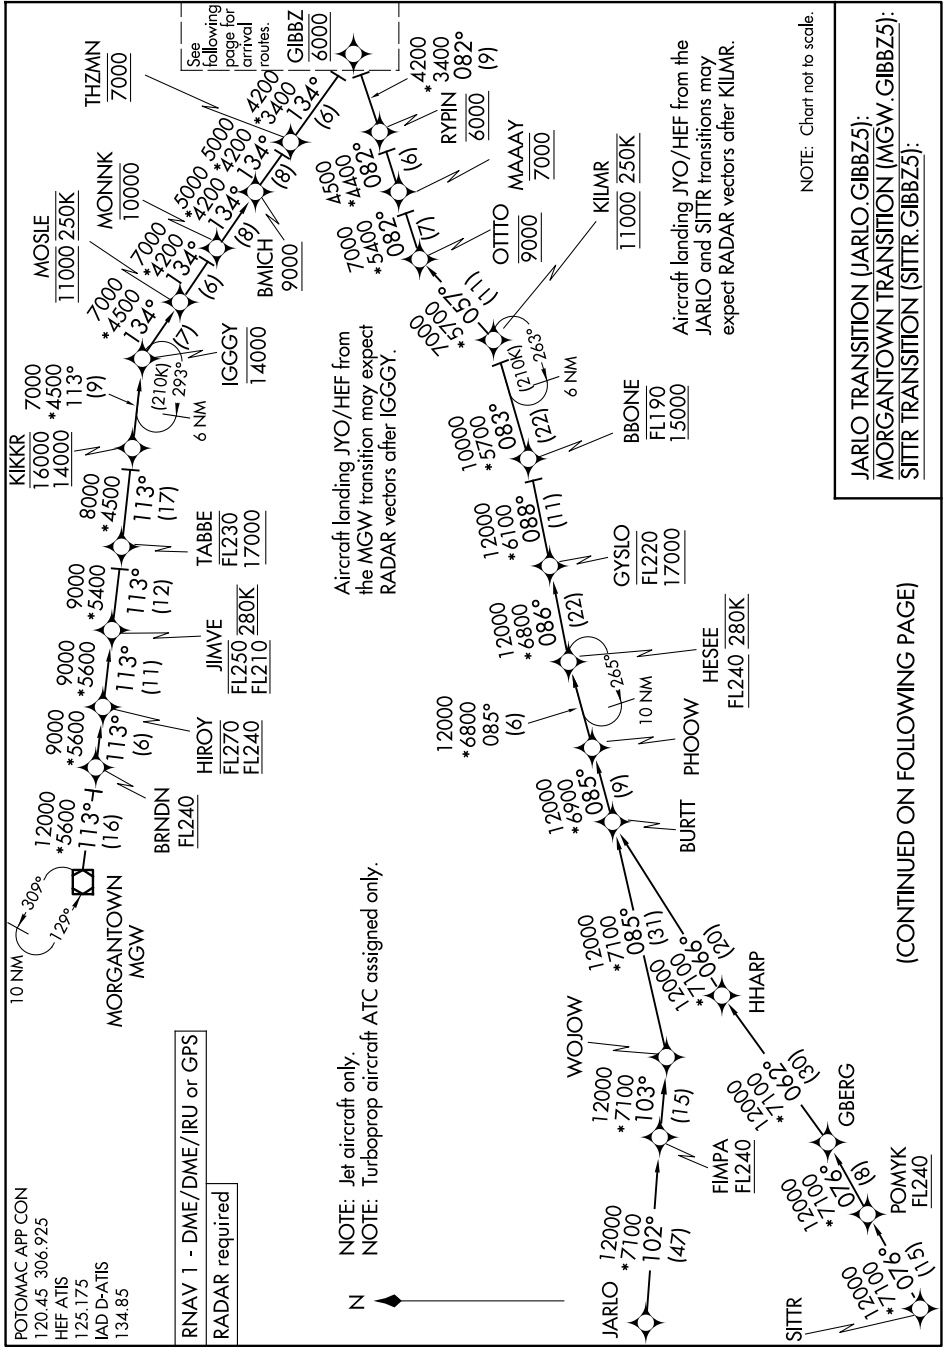 POTOMAC APP CON
120.45 306.925
HEF ATIS
125.175
IAD D-ATIS
134.85
RNAV 1 - DME/DME/IRU or GPS
RADAR required
10 NM
309°
129°
MORGANTOWN
MGW
12000
*5600
113°
(16)
BRNDN
FL240
9000
*5600
113°
(6)
HIROY
FL270
FL240
9000
*5600
113°
(11)
JIMVE
FL250 280K
FL210
9000
*5400
113°
(12)
TABBE
FL230
17000
8000
*4500
113°
(17)
KIKKR
16000
14000
7000
*4500
113°
(9)
(210K)
293°
6 NM
IGGGY
14000
7000
*4500
134°
(7)
MOSLE
11000 250K
7000
*4200
134°
(6)
MONNK
10000
5000
*4200
134°
(8)
BMICH
9000
5000
*4200
134°
(8)
THZMN
7000
4200
*3400
134°
(6)
See
following
page for
arrival
routes.
GIBBZ
6000
*4200
3400
082°
(9)
RYPIN
6000
4500
*4400
082°
(6)
MAAAY
7000
7000
*5400
082°
(7)
OTTTO
9000
7000
*5700
057°
(11)
KILMR
11000 250K
(210K)
263°
6 NM
10000
*5700
083°
(22)
BBONE
FL190
15000
12000
*6100
088°
(11)
GYSLO
FL220
17000
12000
*6800
086°
(22)
HESEE
FL240 280K
265°
10 NM
12000
*6800
085°
(6)
PHOOW
12000
*6900
085°
(9)
BURTT
12000
*7100
085°
(31)
WOJOW
12000
*7100
103°
(15)
FIMPA
FL240
12000
*7100
102°
(47)
JARLO
12000
*7100
066°
(20)
HHARP
12000
*7100
062°
(30)
GBERG
12000
*7100
076°
(8)
POMYK
FL240
12000
*7100
076°
(15)
SITTR
N
NOTE: Jet aircraft only.
NOTE: Turboprop aircraft ATC assigned only.
Aircraft landing JYO/HEF from
the MGW transition may expect
RADAR vectors after IGGGY.
Aircraft landing JYO/HEF from the
JARLO and SITTR transitions may
expect RADAR vectors after KILMR.
NOTE: Chart not to scale.
(CONTINUED ON FOLLOWING PAGE)
JARLO TRANSITION (JARLO.GIBBZ5):
MORGANTOWN TRANSITION (MGW.GIBBZ5):
SITTR TRANSITION (SITTR.GIBBZ5):